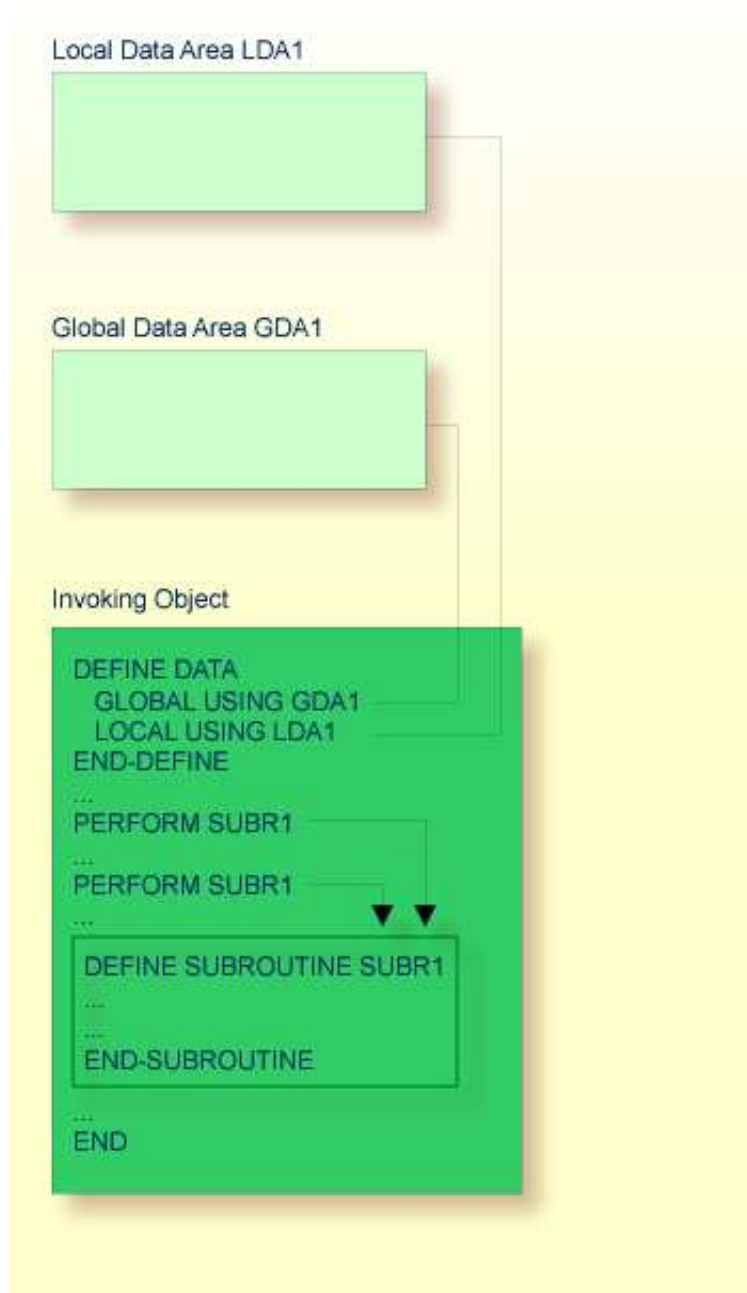 Local Data Area LDA1
Global Data Area GDA1
Invoking Object
DEFINE DATA
GLOBAL USING GDA1
LOCAL USING LDA1
END-DEFINE
...
PERFORM SUBR1
...
PERFORM SUBR1
...
DEFINE SUBROUTINE SUBR1
...
...
END-SUBROUTINE
...
END